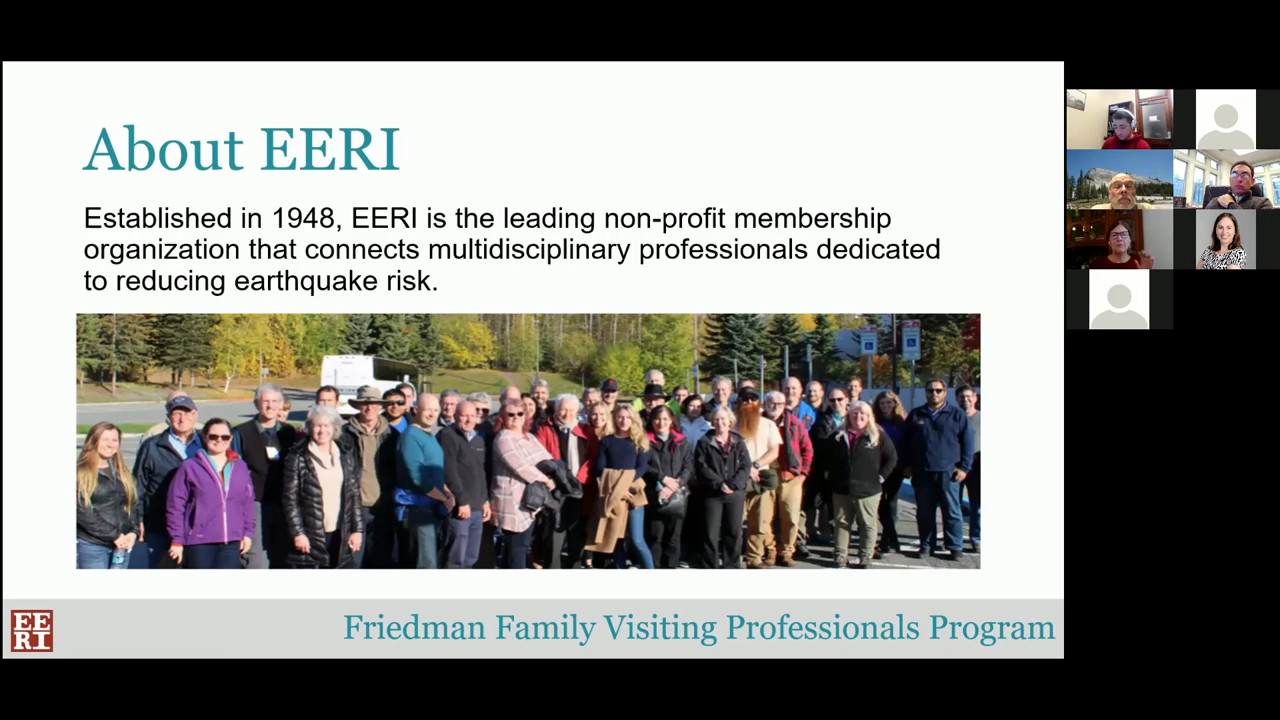 About EERI
Established in 1948, EERI is the leading non-profit membership
organization that connects multidisciplinary professionals dedicated
to reducing earthquake risk.
EE
RI
Friedman Family Visiting Professionals Program